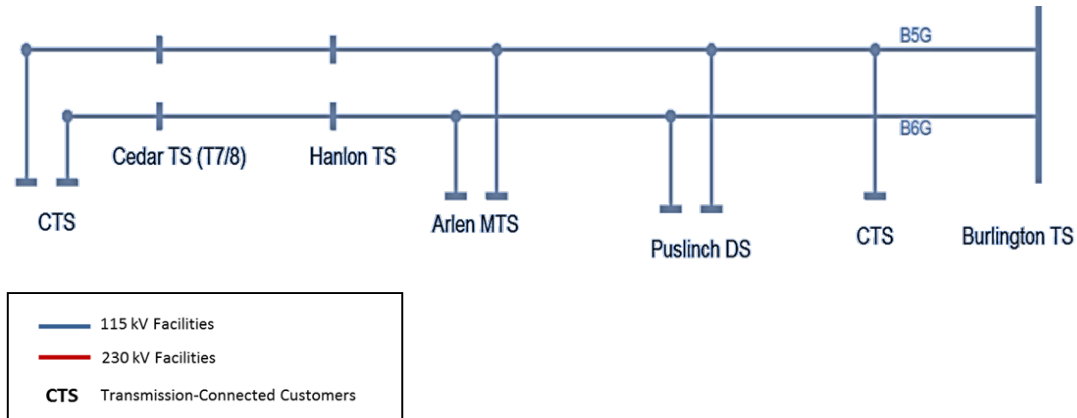 B5G
B6G
Cedar TS (T7/8)
Hanlon TS
CTS
Arlen MTS
Puslinch DS
CTS
Burlington TS
115 kV Facilities
230 kV Facilities
CTS Transmission-Connected Customers